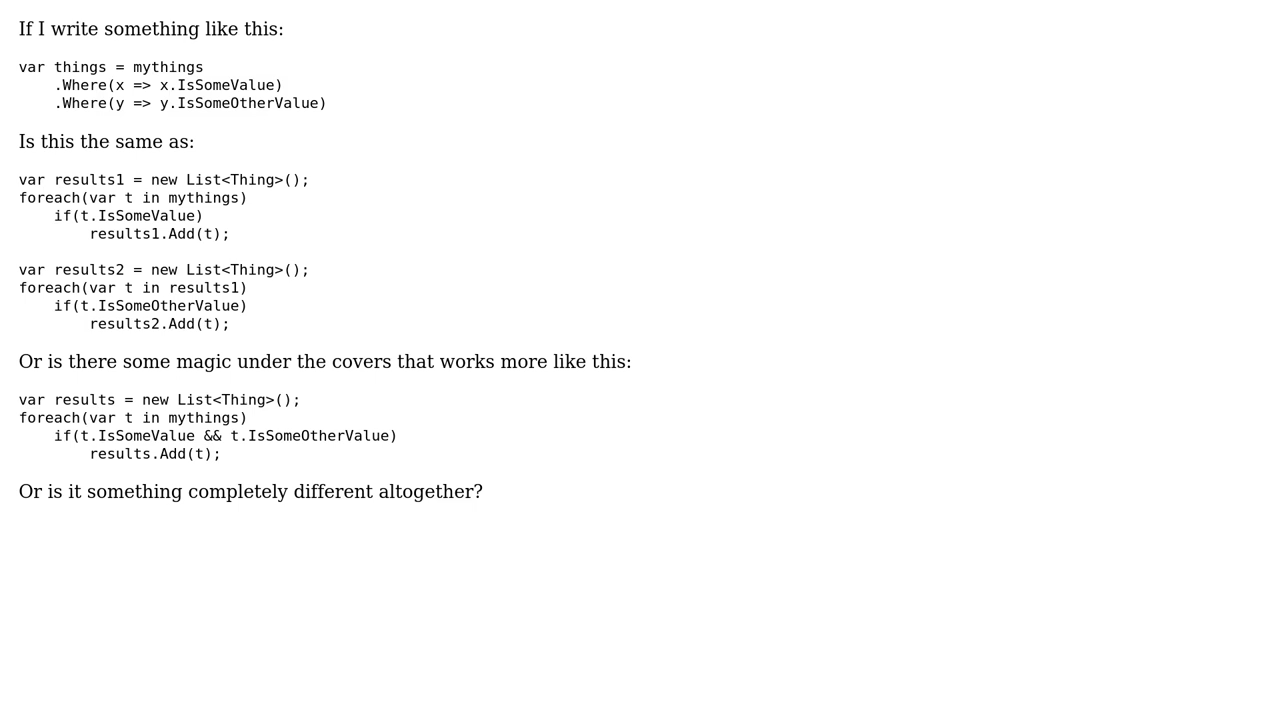 If I write something like this:
var things = mythings
    .Where(x => x.IsSomeValue)
    .Where(y => y.IsSomeOtherValue)
Is this the same as:
var results1 = new List<Thing>();
foreach(var t in mythings)
    if(t.IsSomeValue)
        results1.Add(t);
var results2 = new List<Thing>();
foreach(var t in results1)
    if(t.IsSomeOtherValue)
        results2.Add(t);
Or is there some magic under the covers that works more like this:
var results = new List<Thing>();
foreach(var t in mythings)
    if(t.IsSomeValue && t.IsSomeOtherValue)
        results.Add(t);
Or is it something completely different altogether?